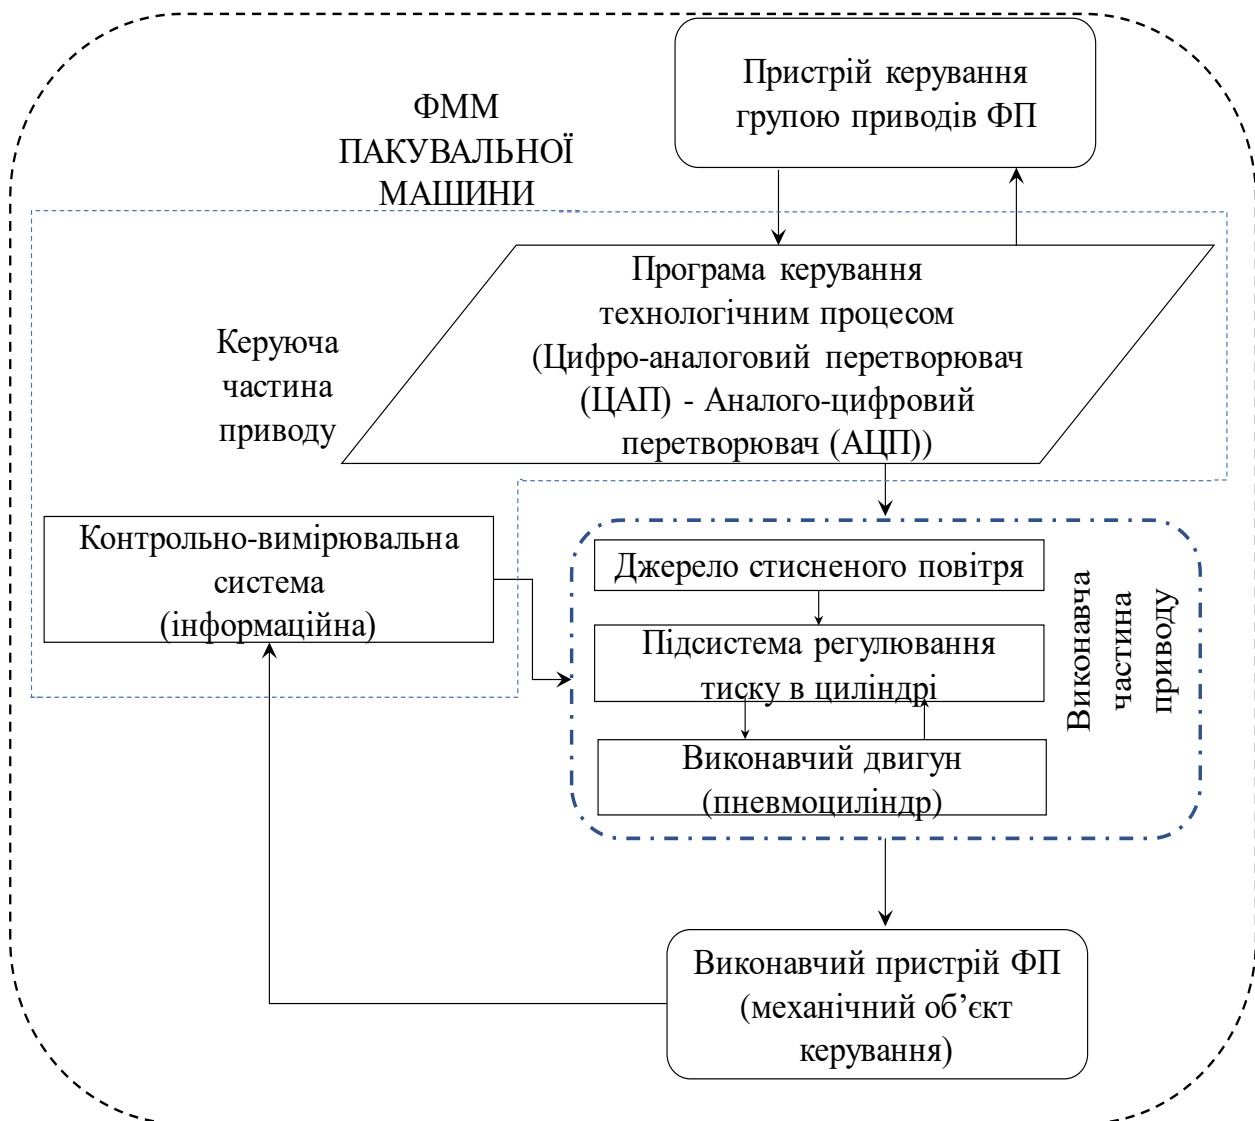 Пристрій керування
групою приводів ФП
ФММ
ПАКУВАЛЬНОЇ
МАШИНИ
Програма керування
технологічним процесом
(Цифро-аналоговий перетворювач
(ЦАП) - Аналого-цифровий
перетворювач (АЦП))
Керуюча
частина
приводу
Контрольно-вимірювальна
система
(інформаційна)
Джерело стисненого повітря
Підсистема регулювання
тиску в циліндрі
Виконавчий двигун
(пневмоциліндр)
Виконавча
частина
приводу
Виконавчий пристрій ФП
(механічний об’єкт
керування)